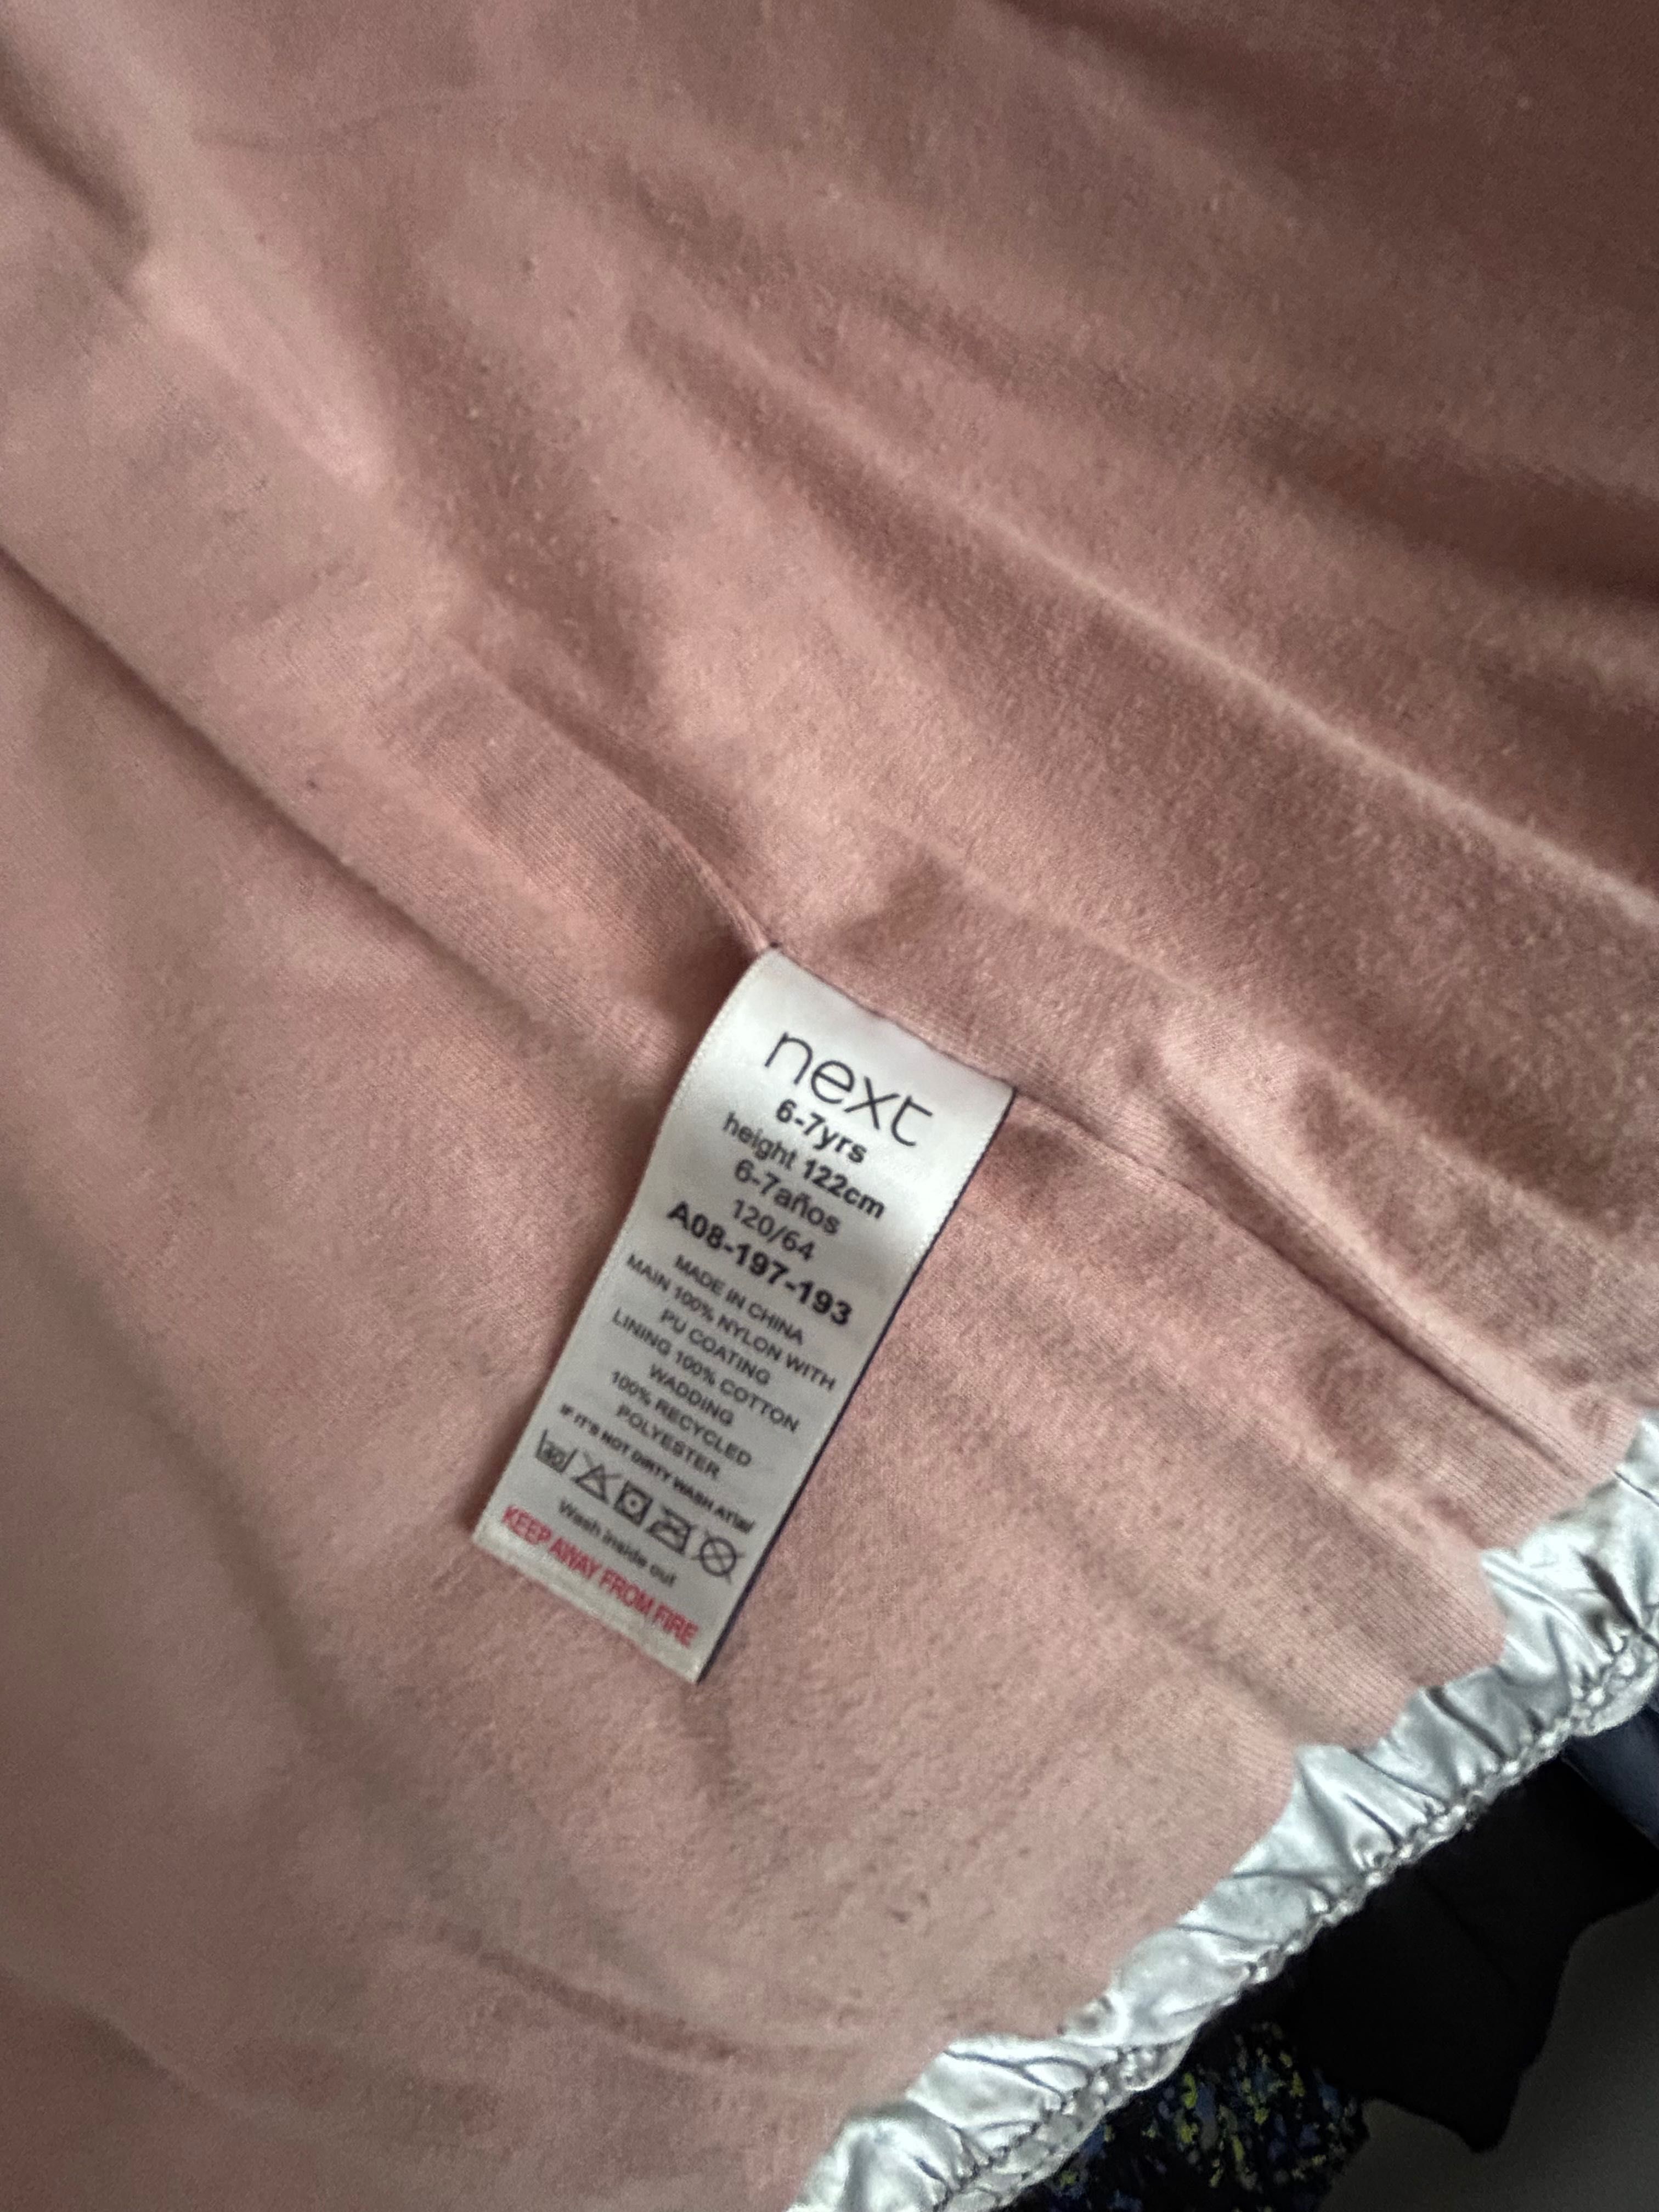 next
6-7yrs
height 122cm
6-7años
120/64
A08-197-193
MADE IN CHINA
MAIN 100% NYLON WITH
PU COATING
LINING 100% COTTON
WADDING
100% RECYCLED
POLYESTER
IF IT'S NOT DIRTY WASH AT
40
Wash inside out
KEEP AWAY FROM FIRE